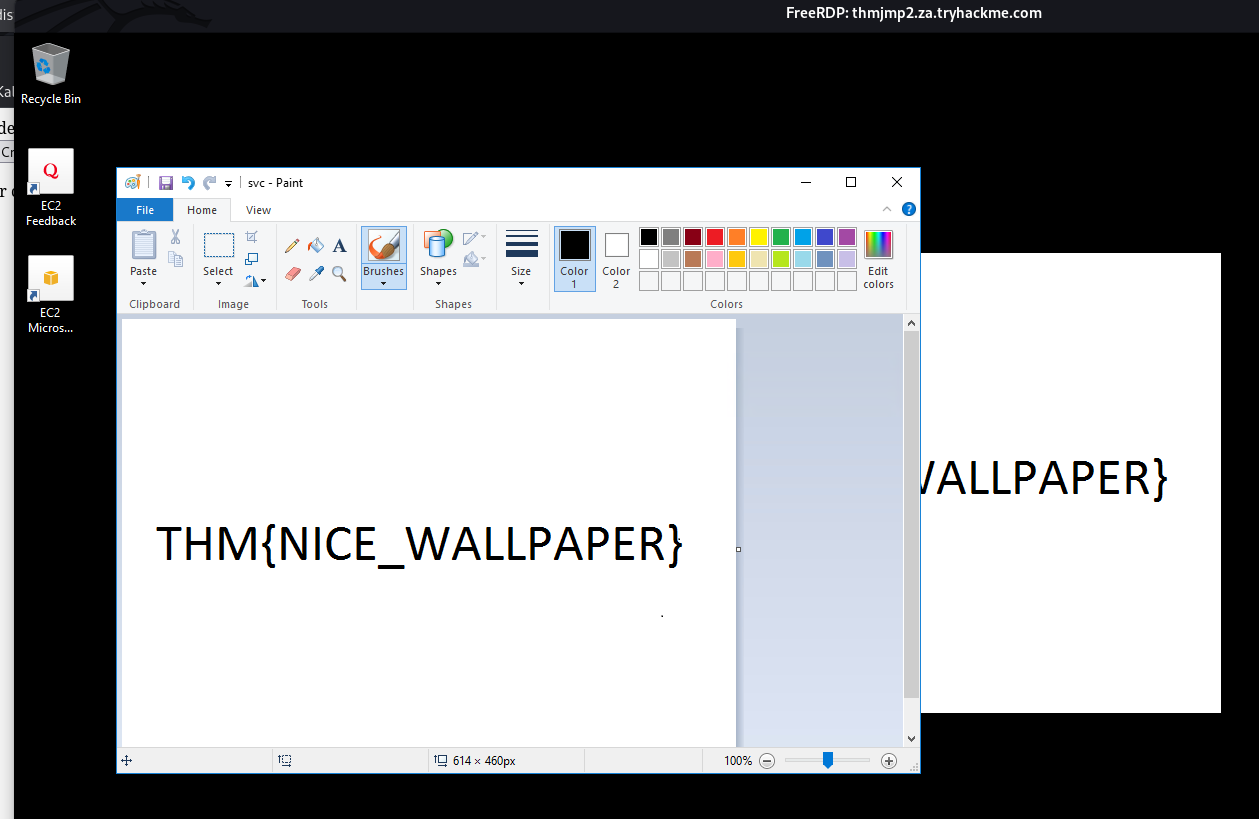 dis
FreeRDP: thmjmp2.za.tryhackme.com
Recycle Bin
Kal
de
Cr
r
Q
EC2
Feedback
EC2
Micros...
svc - Paint
File
Home
View
?
Paste
Select
A
Brushes
Shapes
Size
Color
1
Color
2
Edit
colors
Clipboard
Image
Tools
Shapes
Colors
THM{NICE_WALLPAPER}
WALLPAPER}
614 × 460px
100%